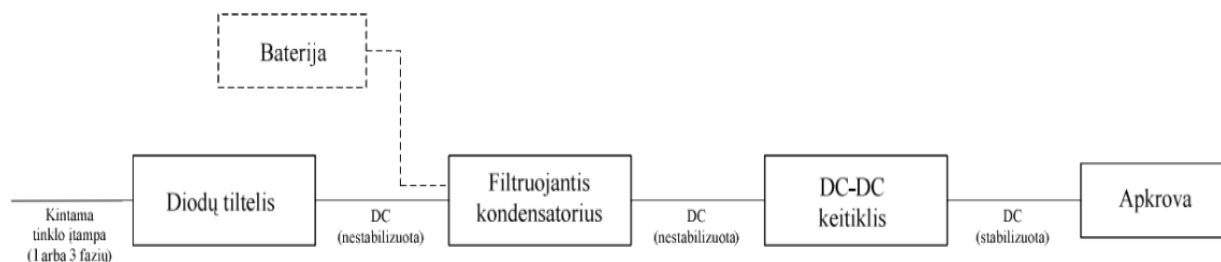 Baterija
Diodų tiltelis
Filtruojantis
kondensatorius
DC-DC
keitiklis
Apkrova
Kintama
tinklo įtampa
(1 arba 3 fazių)
DC
(nestabilizuota)
DC
(nestabilizuota)
DC
(stabilizuota)